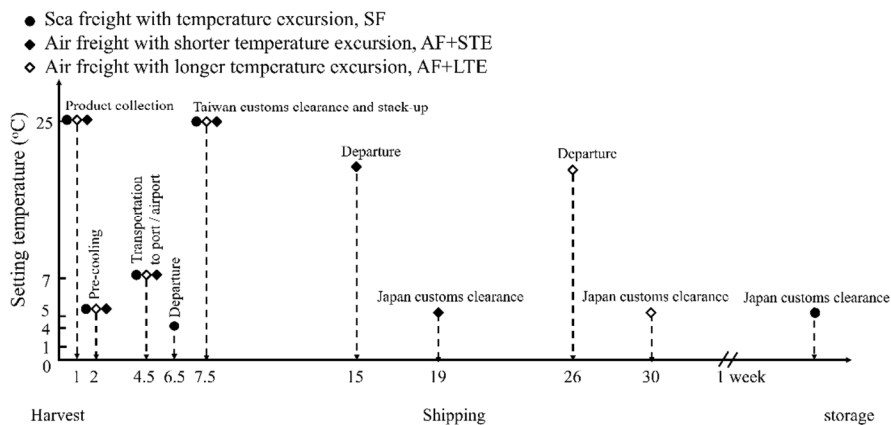 Sea freight with temperature excursion, SF
Air freight with shorter temperature excursion, AF+STE
Air freight with longer temperature excursion, AF+LTE
Setting temperature (°C)
25
7
5
4
1
0
Product collection
Pre-cooling
Transportation
to port / airport
Departure
Taiwan customs clearance and stack-up
Departure
Japan customs clearance
Departure
Japan customs clearance
Japan customs clearance
1 2 4.5 6.5 7.5 15 19 26 30 1 week
Harvest Shipping storage